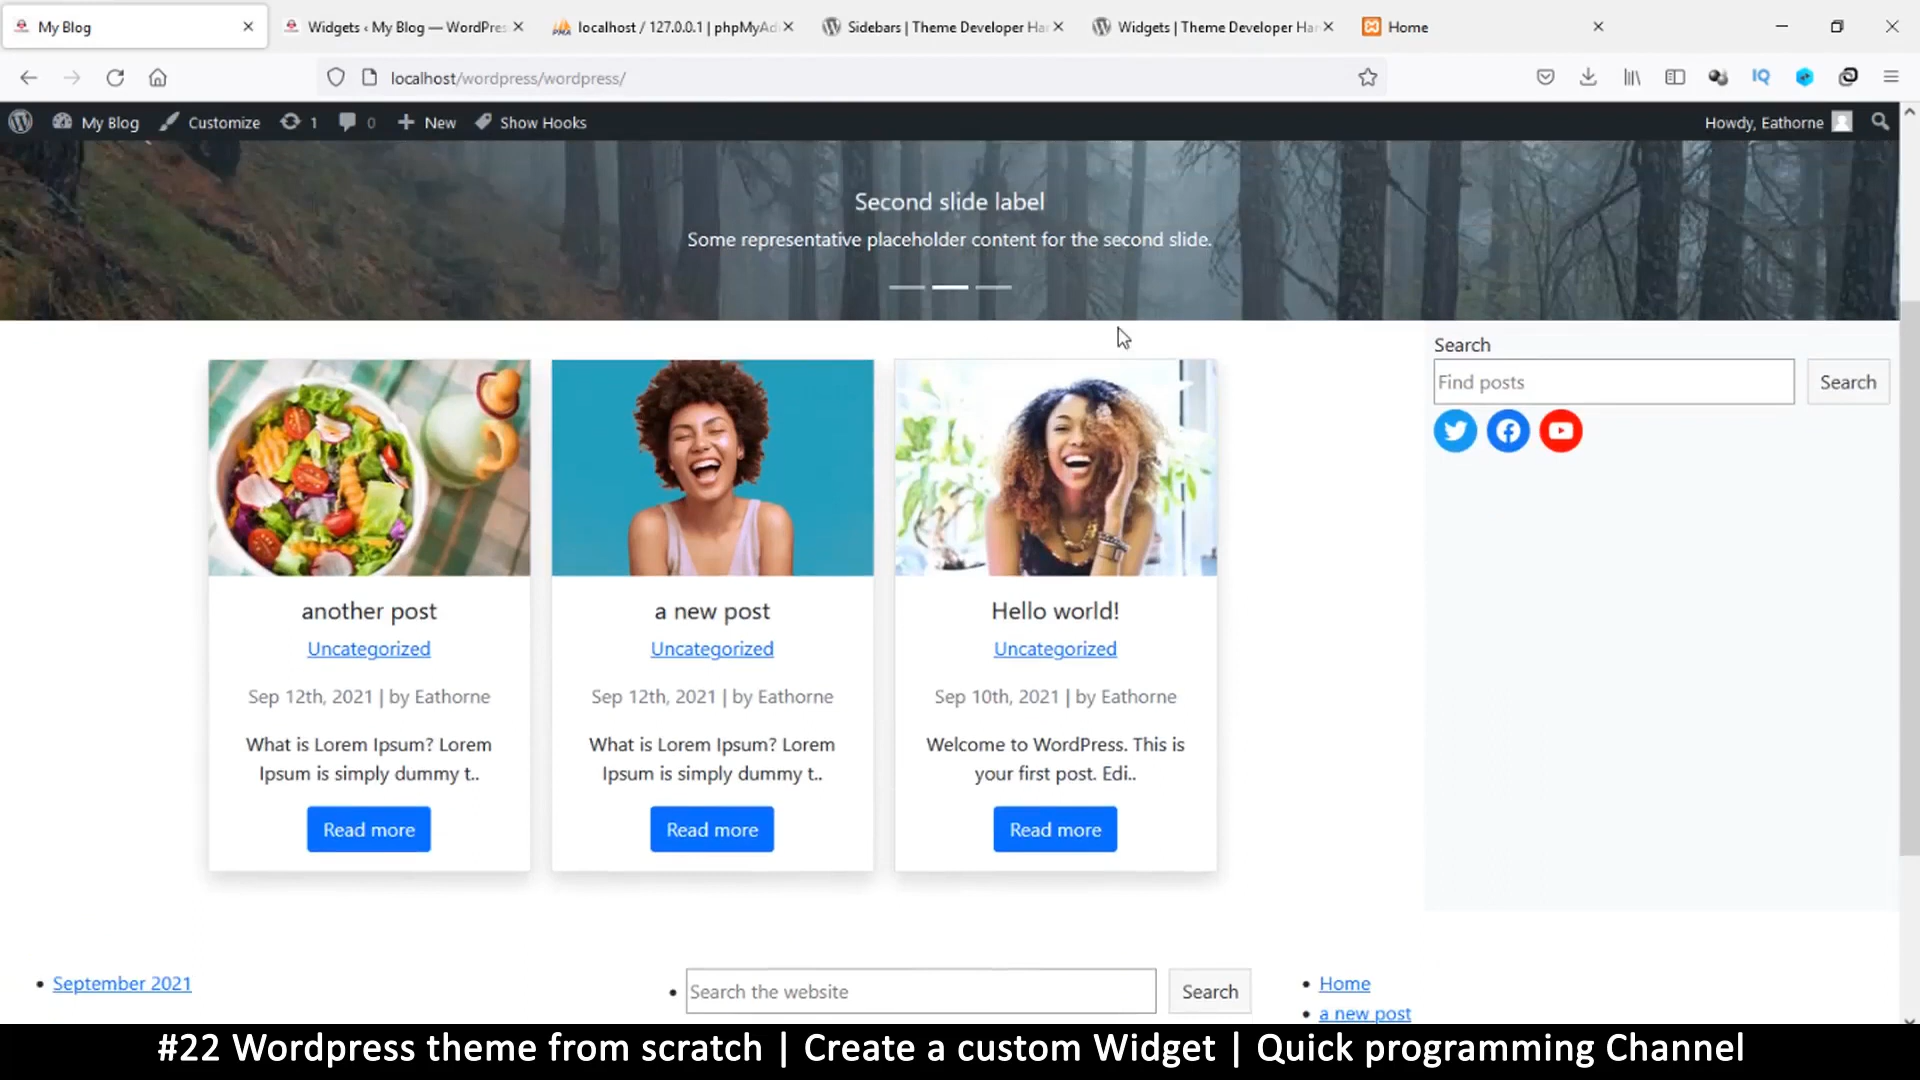 My Blog
Widgets ‹ My Blog — WordPres
localhost / 127.0.0.1 | phpMyAd
Sidebars | Theme Developer Har
Widgets | Theme Developer Har
Home
localhost/wordpress/wordpress/
IQ
My Blog
Customize
1
0
New
Show Hooks
Howdy, Eathorne
Second slide label
Some representative placeholder content for the second slide.
Search
Find posts
Search
another post
Uncategorized
Sep 12th, 2021 | by Eathorne
What is Lorem Ipsum? Lorem
Ipsum is simply dummy t..
Read more
a new post
Uncategorized
Sep 12th, 2021 | by Eathorne
What is Lorem Ipsum? Lorem
Ipsum is simply dummy t..
Read more
Hello world!
Uncategorized
Sep 10th, 2021 | by Eathorne
Welcome to WordPress. This is
your first post. Edi..
Read more
• September 2021
• Search the website
Search
• Home
• a new post
#22 Wordpress theme from scratch | Create a custom Widget | Quick programming Channel